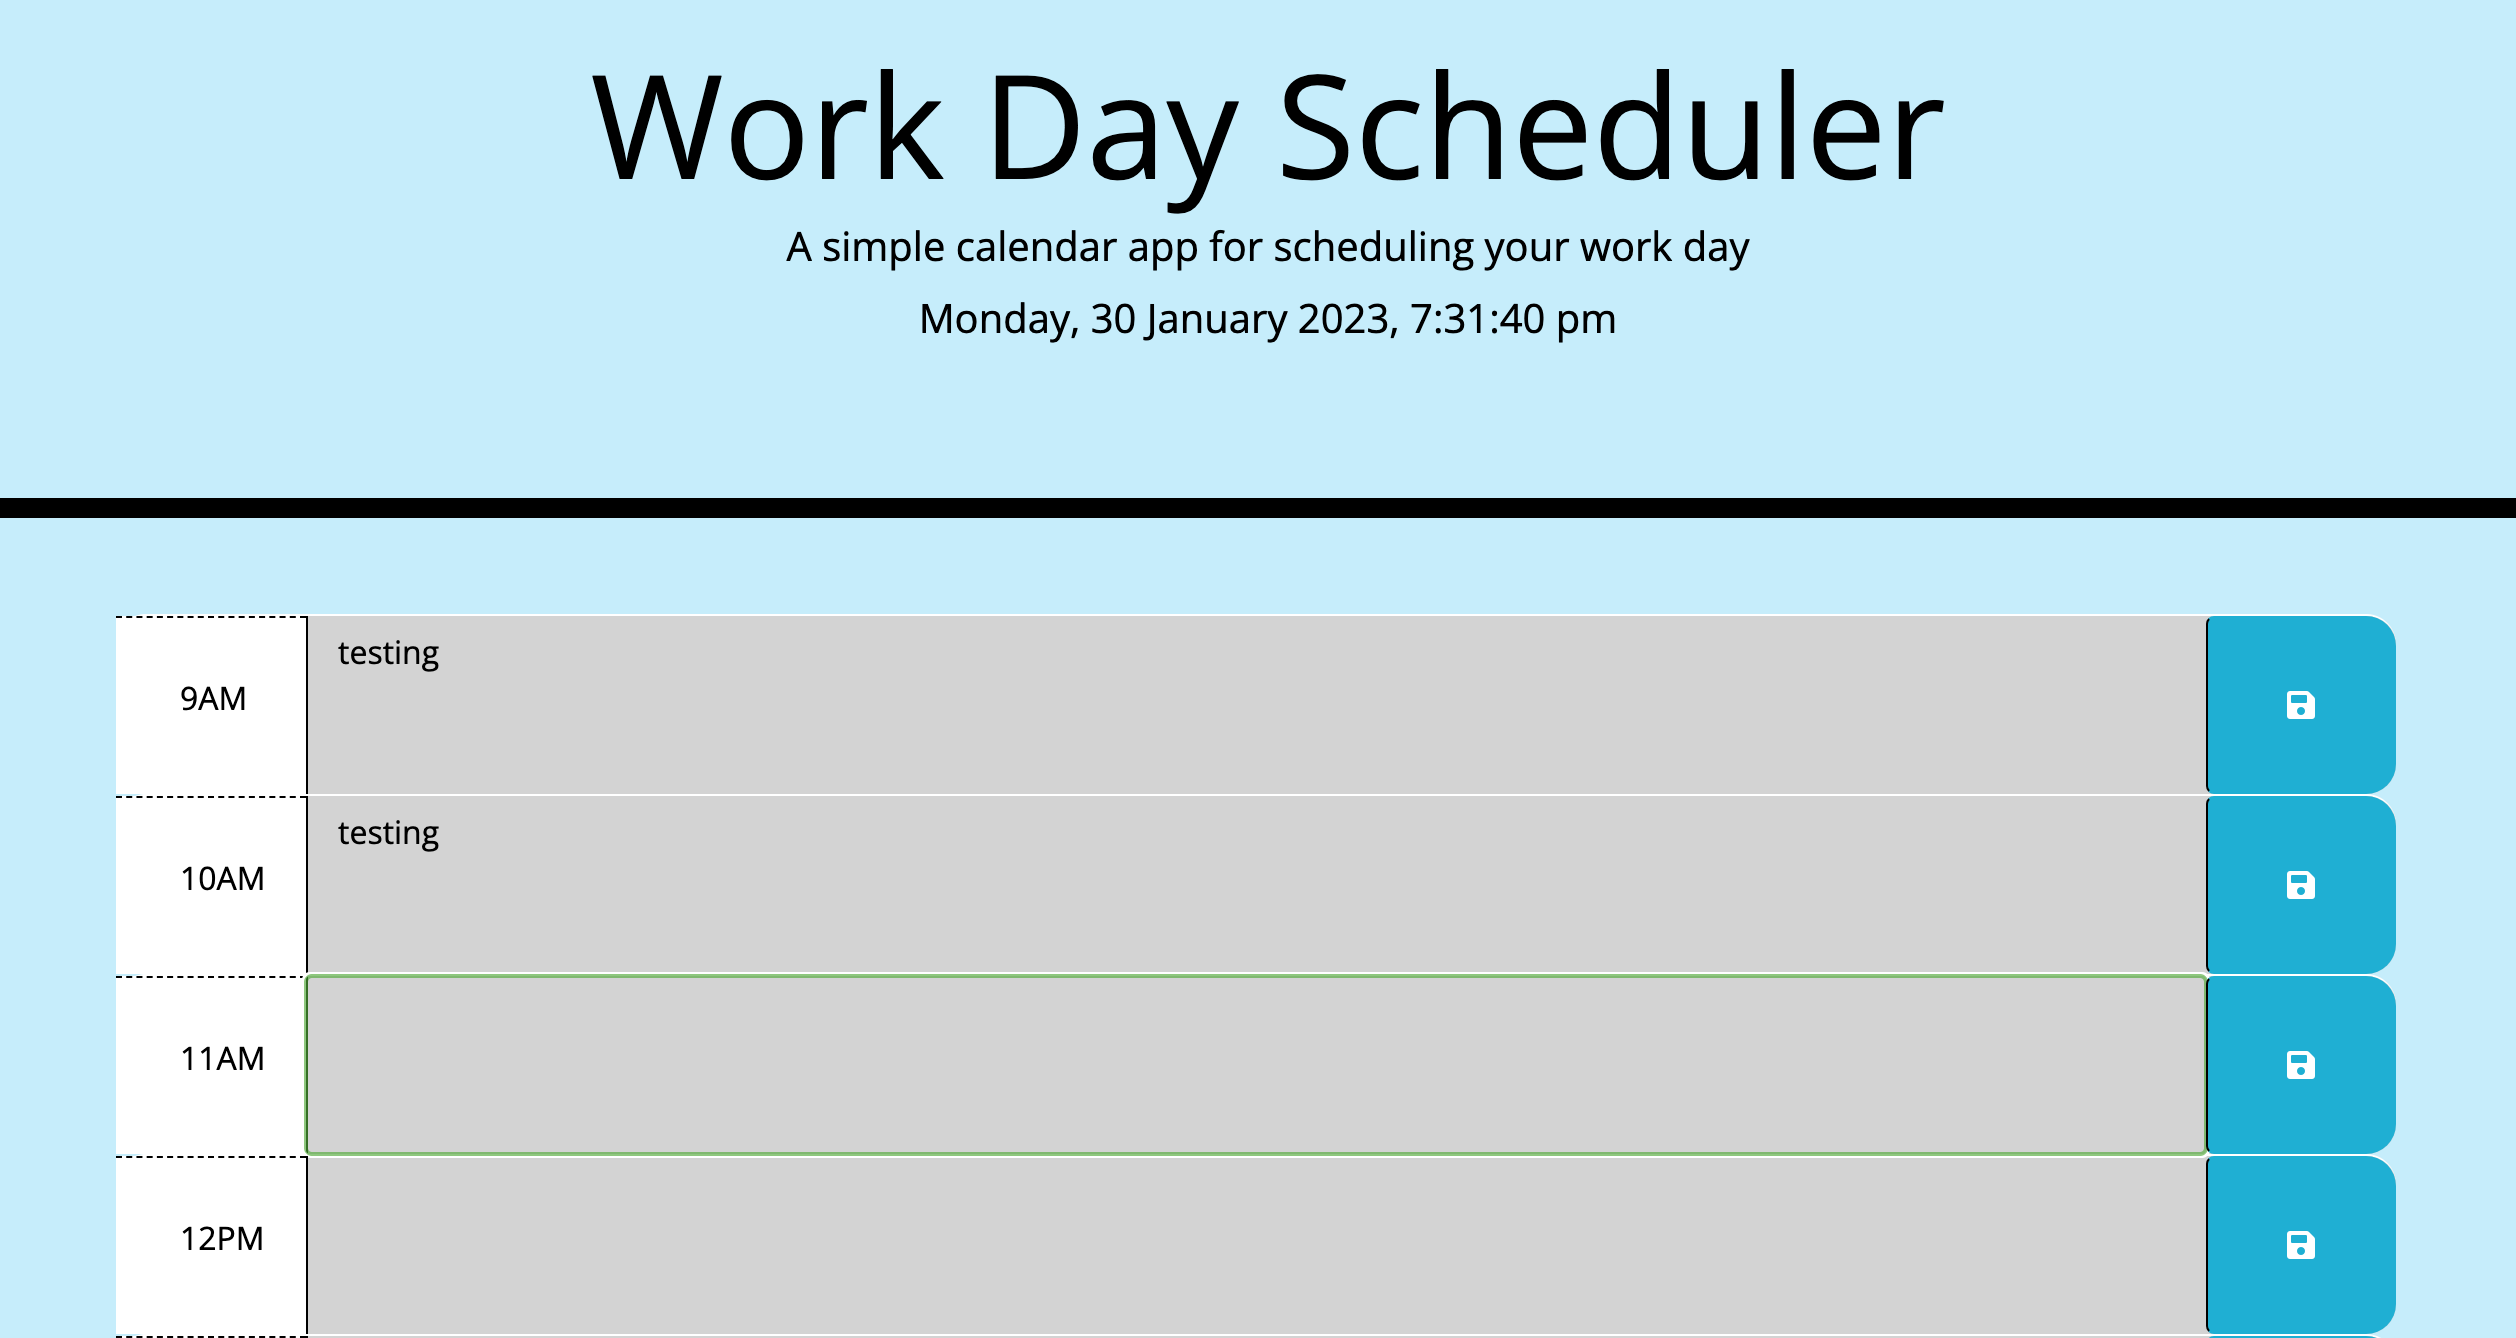 Work Day Scheduler
A simple calendar app for scheduling your work day
Monday, 30 January 2023, 7:31:40 pm
9AM
testing
10AM
testing
11AM
12PM